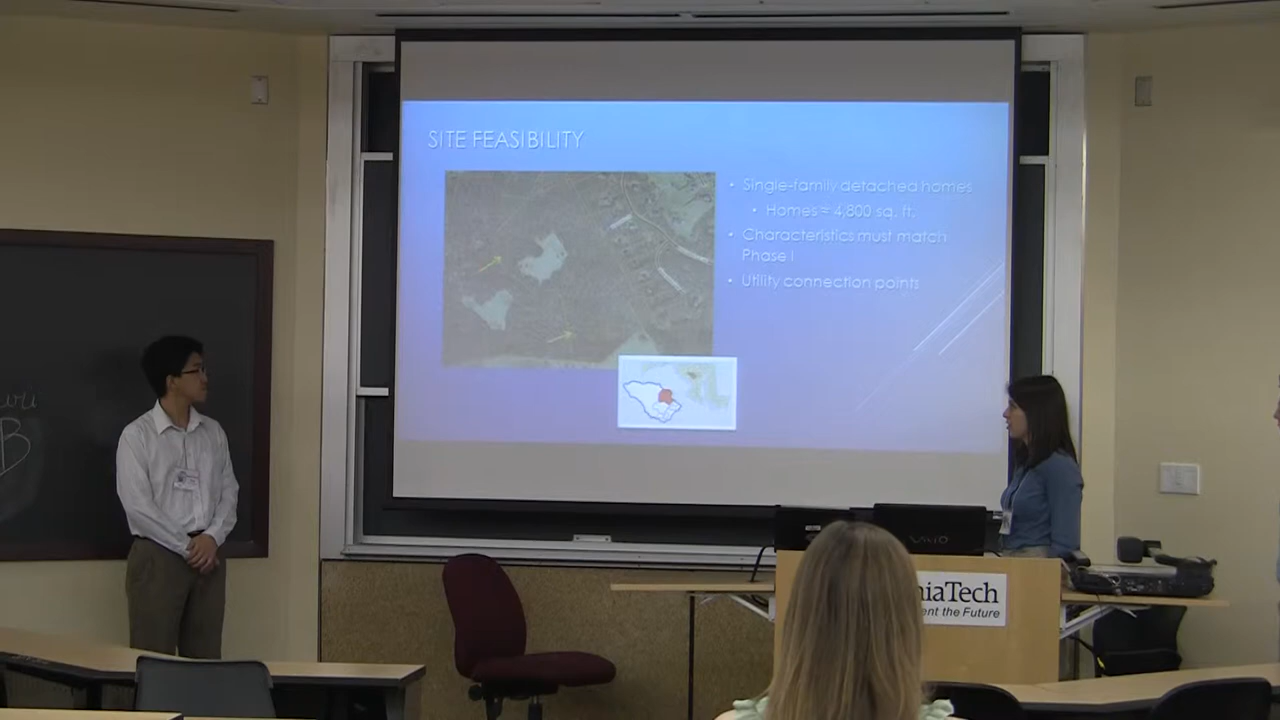 SITE FEASIBILITY
• Single-family detached homes
• Homes ≈ 4,800 sq. ft.
• Characteristics must match
Phase I
• Utility connection points
VAIO
niaTech
ent the Future
B